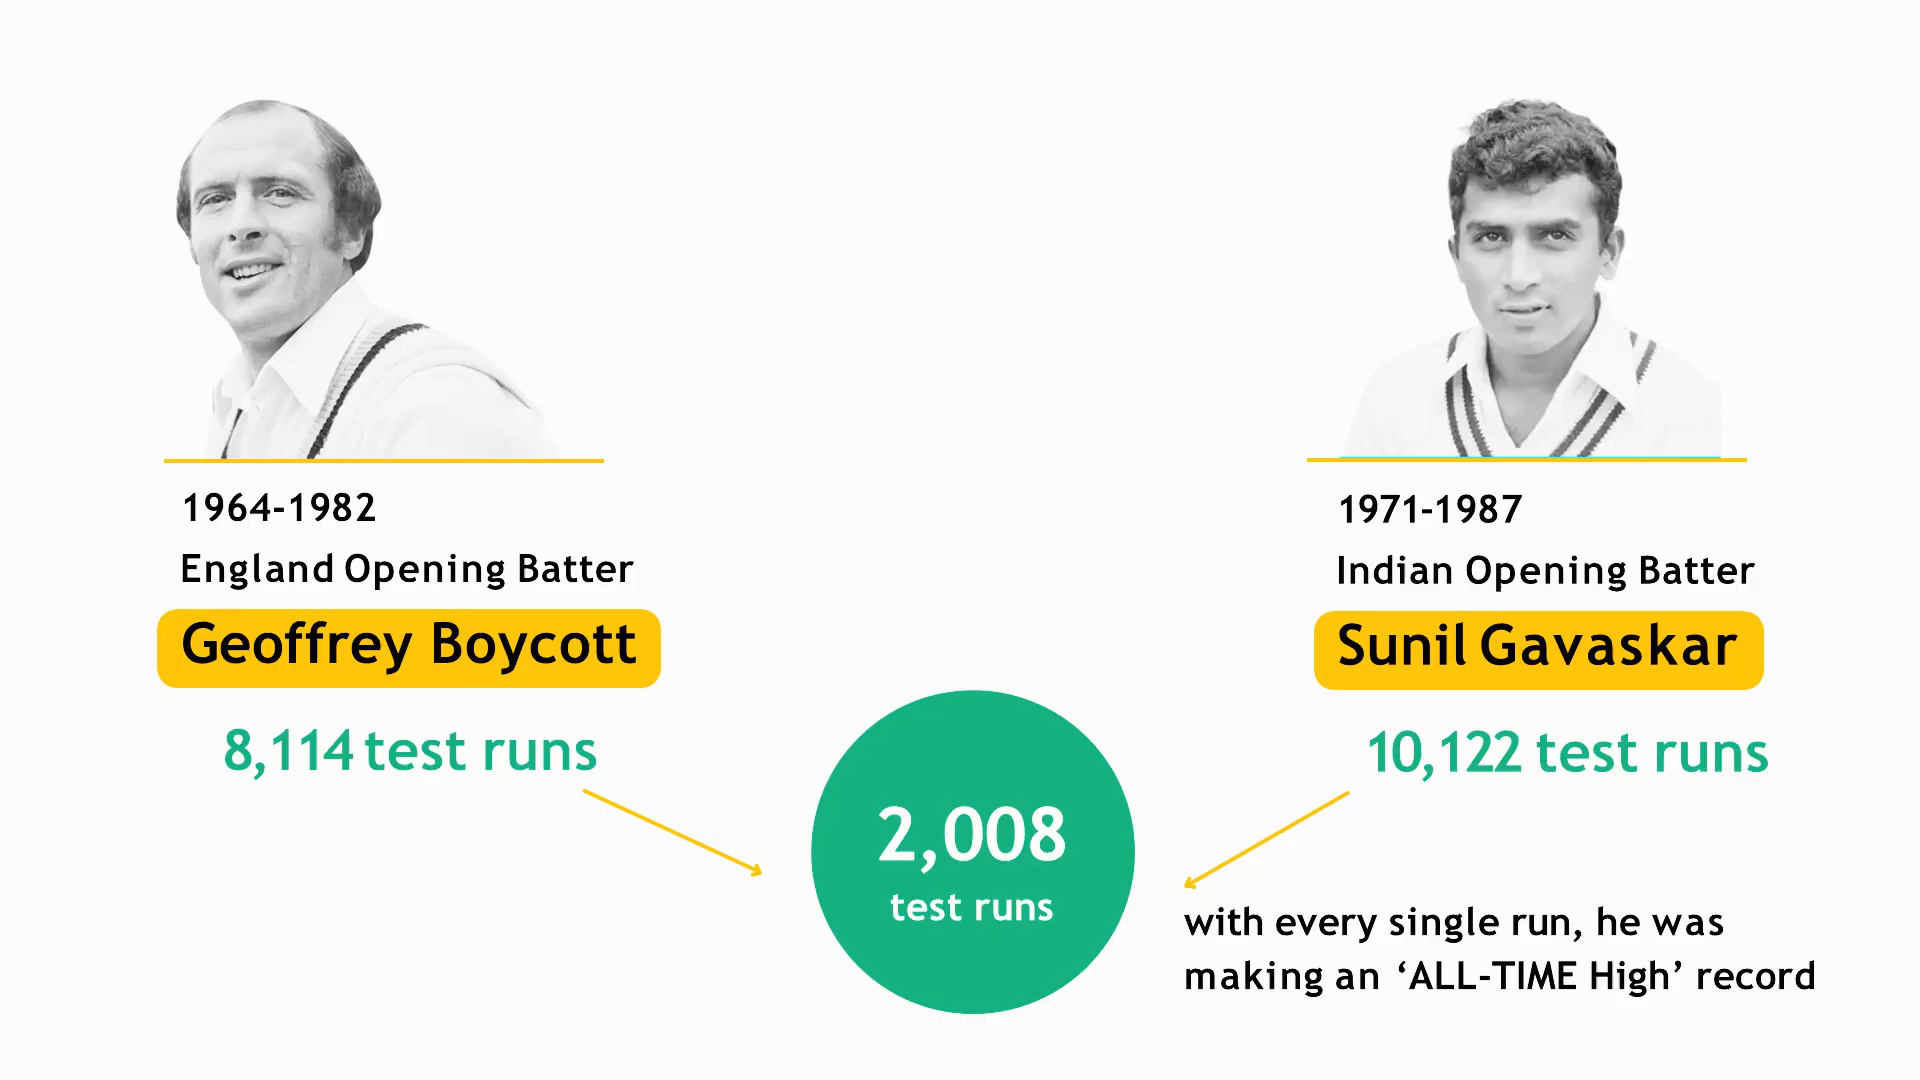 1964-1982
England Opening Batter
Geoffrey Boycott
8,114 test runs
1971-1987
Indian Opening Batter
Sunil Gavaskar
10,122 test runs
2,008
test runs
with every single run, he was
making an ‘ALL-TIME High’ record